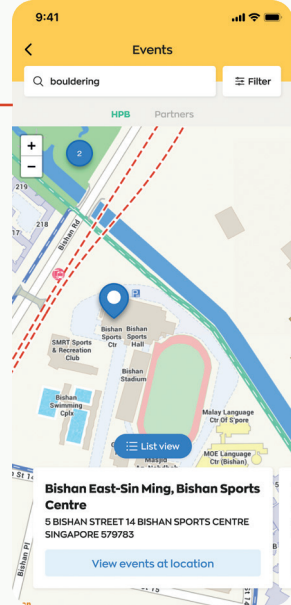 9:41
Events
bouldering
Filter
HPB Partners
+
2
−
219
218
Bishan Rd
Bishan
Sports
Ctr
Bishan
Sports
Hall
SMRT Sports
& Recreation
Club
Bishan
Stadium
Bishan
Swimming
Cplx
Malay Language
Ctr Of S'pore
List view
MOE Language
Ctr (Bishan)
Masjid
Bishan East-Sin Ming, Bishan Sports
Centre
5 BISHAN STREET 14 BISHAN SPORTS CENTRE
SINGAPORE 579783
View events at location
Bishan Pl